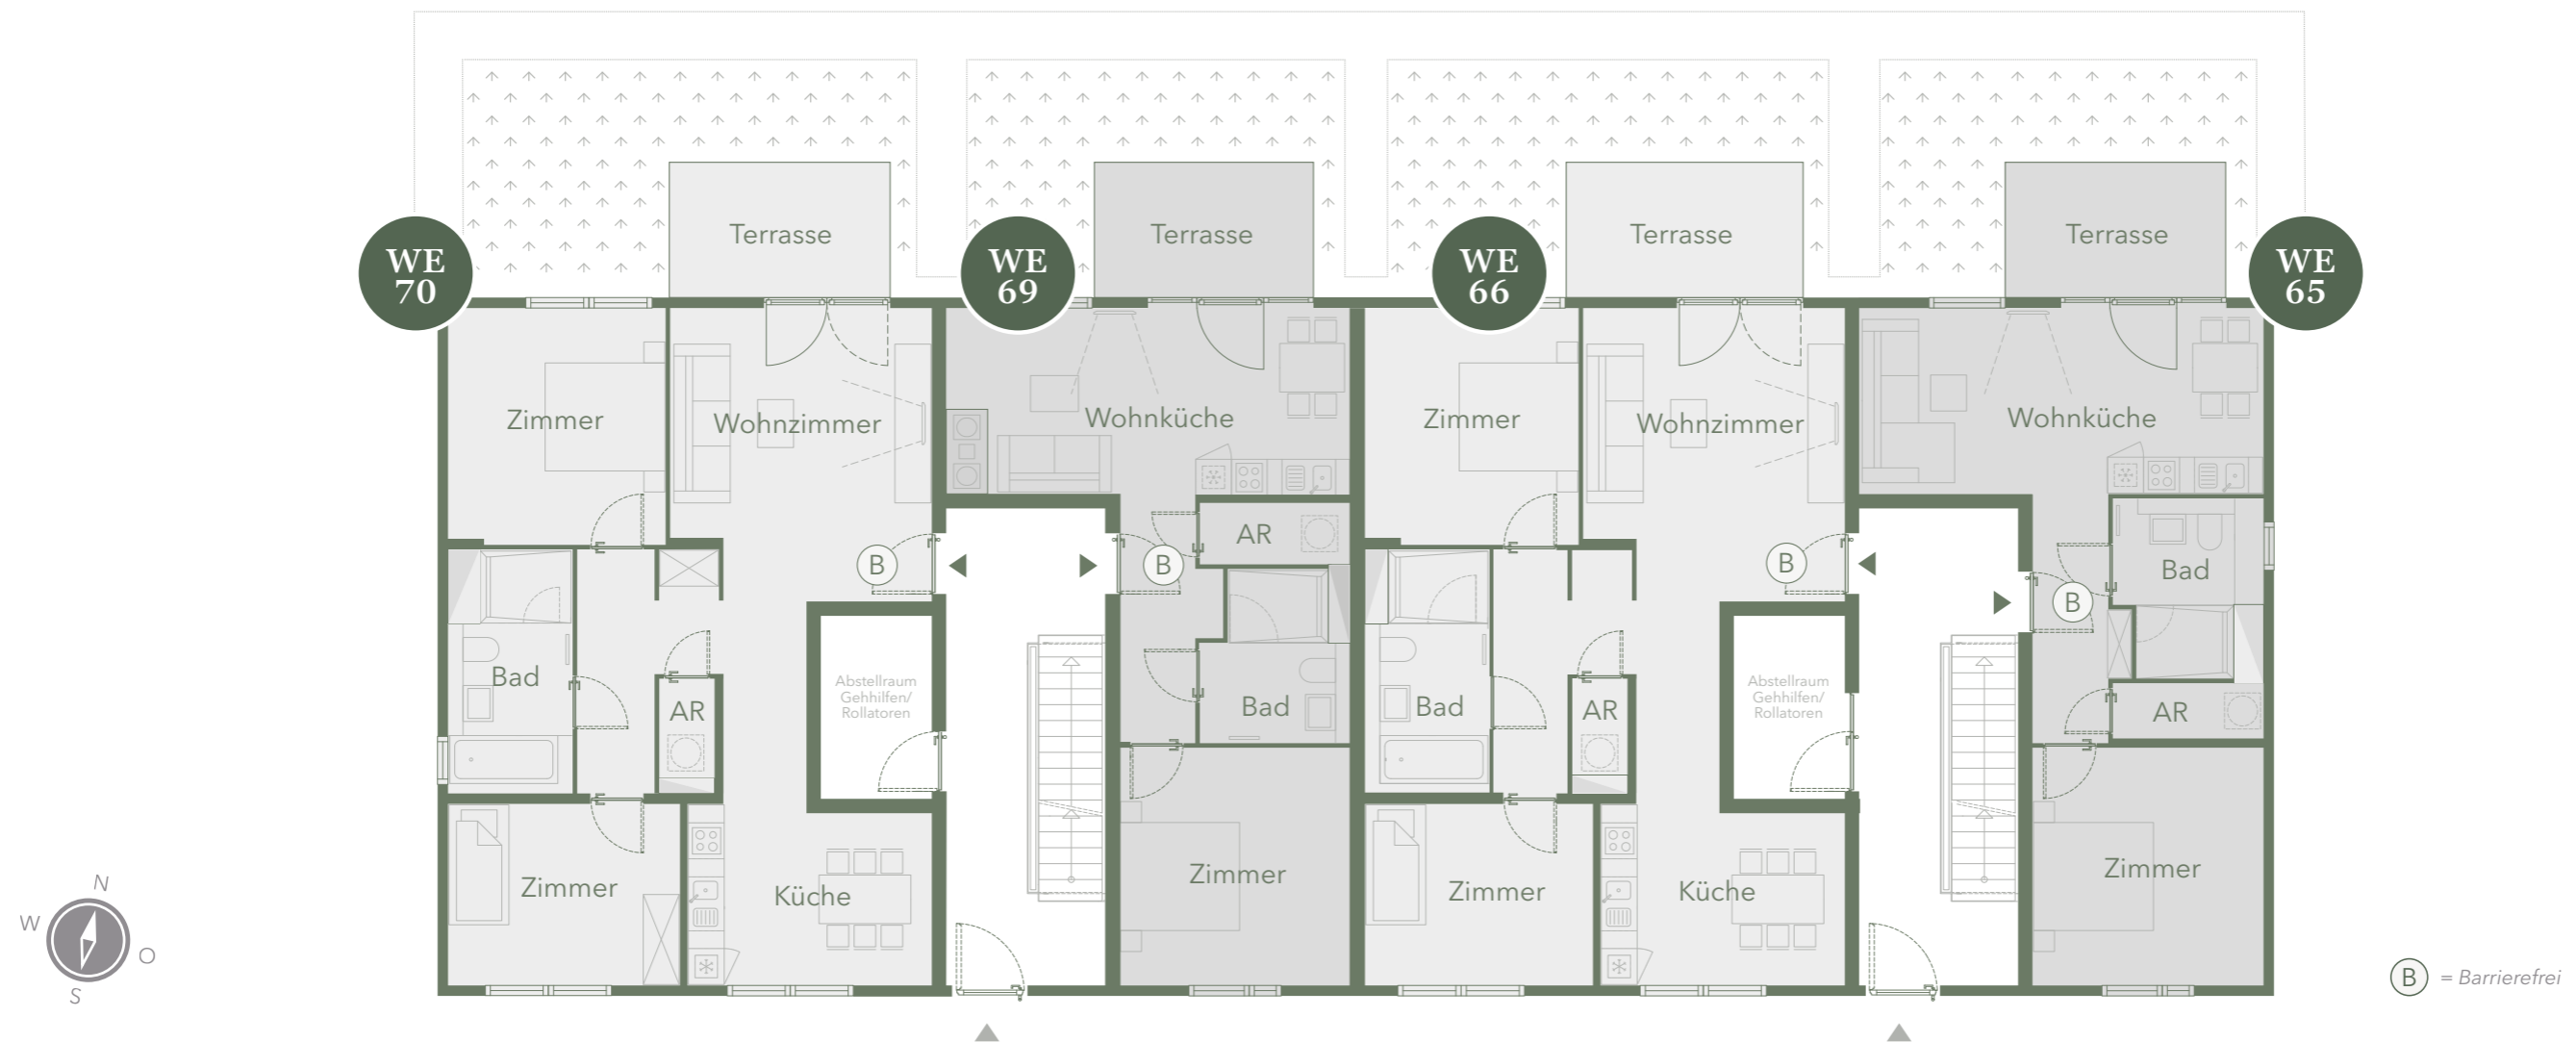 Terrasse
Terrasse
Terrasse
Terrasse
WE
70
WE
69
WE
66
WE
65
Zimmer
Wohnzimmer
Wohnküche
Zimmer
Wohnzimmer
Wohnküche
B
B
AR
B
B
Bad
Bad
AR
Abstellraum
Gehhilfen/
Rollatoren
Bad
Bad
AR
Abstellraum
Gehhilfen/
Rollatoren
AR
Zimmer
Küche
Zimmer
Zimmer
Küche
Zimmer
N
W
O
S
B = Barrierefrei